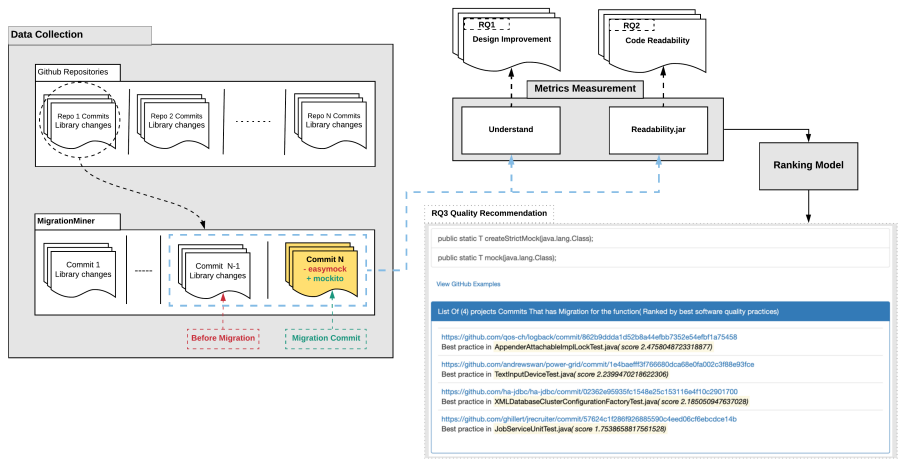 Data Collection
Github Repositories
Repo 1 Commits
Library changes
Repo 2 Commits
Library changes
Repo N Commits
Library changes
MigrationMiner
Commit 1
Library changes
Commit N-1
Library changes
Commit N
- easymock
+ mockito
Before Migration
Migration Commit
RQ1
Design Improvement
RQ2
Code Readability
Metrics Measurement
Understand
Readability.jar
Ranking Model
RQ3 Quality Recommendation
public static T createStrictMock(java.lang.Class);
public static T mock(java.lang.Class);
View GitHub Examples
List Of (4) projects Commits That has Migration for the function( Ranked by best software quality practices)
https://github.com/qos-ch/logback/commit/862b9ddda1d52b8a44efbb7352e54efbf1a75458
Best practice in AppenderAttachableImplLockTest.java( score 2.4758048723318877)
https://github.com/andrewswan/power-grid/commit/1e4baefff3f766680dca68e0fa002c3f88e93fce
Best practice in TextInputDeviceTest.java( score 2.2399470218622306)
https://github.com/ha-jdbc/ha-jdbc/commit/02362e95935fc1548e25c153116e4f10c2901700
Best practice in XMLDatabaseClusterConfigurationFactoryTest.java( score 2.185050947637028)
https://github.com/ghillert/jrecruiter/commit/57624c1f286f926885590c4eed06cf6ebcdce14b
Best practice in JobServiceUnitTest.java( score 1.7538658817561528)